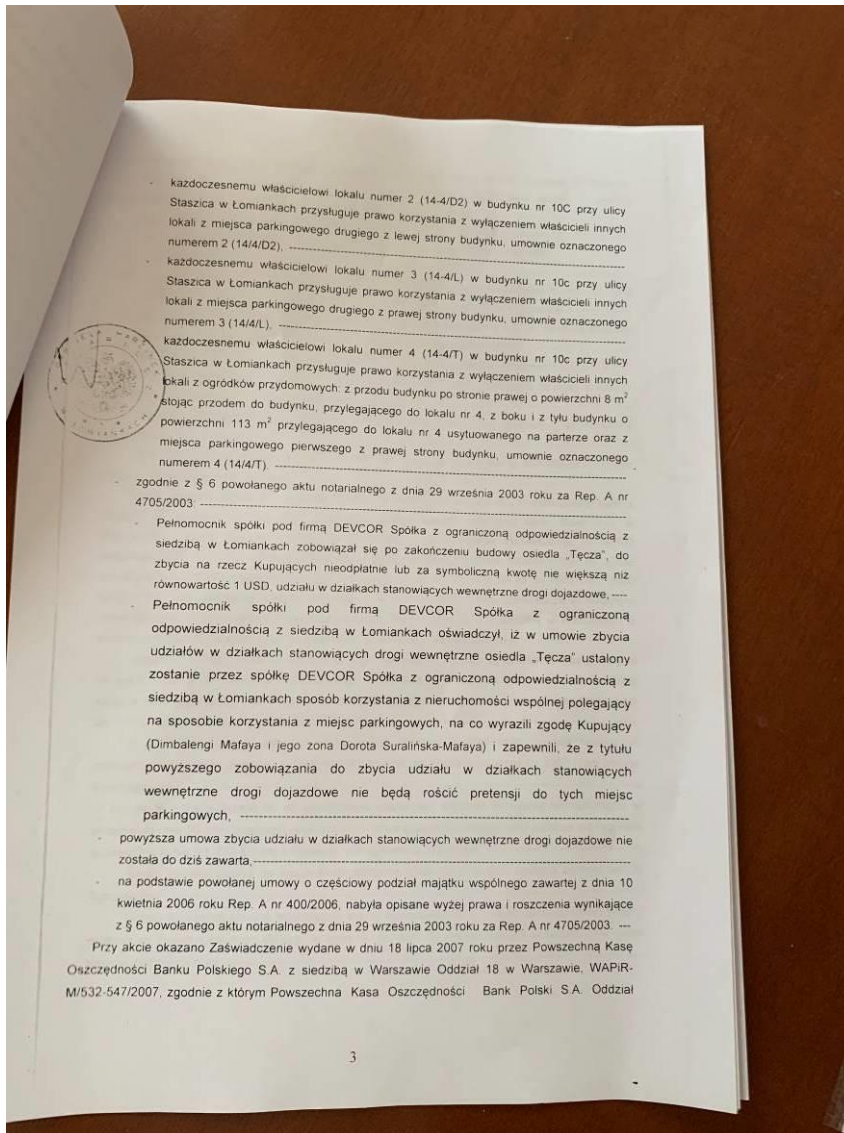 - każdoczesnemu właścicielowi lokalu numer 2 (14-4/D2) w budynku nr 10C przy ulicy
Staszica w Łomiankach przysługuje prawo korzystania z wyłączeniem właścicieli innych
lokali z miejsca parkingowego drugiego z lewej strony budynku, umownie oznaczonego
numerem 2 (14/4/D2), ----------
- każdoczesnemu właścicielowi lokalu numer 3 (14-4/L) w budynku nr 10c przy ulicy
Staszica w Łomiankach przysługuje prawo korzystania z wyłączeniem właścicieli innych
lokali z miejsca parkingowego drugiego z prawej strony budynku, umownie oznaczonego
numerem 3 (14/4/L), ----------
każdoczesnemu właścicielowi lokalu numer 4 (14-4/T) w budynku nr 10c przy ulicy
Staszica w Łomiankach przysługuje prawo korzystania z wyłączeniem właścicieli innych
lokali z ogródków przydomowych: z przodu budynku po stronie prawej o powierzchni 8 m²
stojąc przodem do budynku, przylegającego do lokalu nr 4, z boku i z tyłu budynku o
powierzchni 113 m² przylegającego do lokalu nr 4 usytuowanego na parterze oraz z
miejsca parkingowego pierwszego z prawej strony budynku, umownie oznaczonego
numerem 4 (14/4/T). ----------
- zgodnie z § 6 powołanego aktu notarialnego z dnia 29 września 2003 roku za Rep. A nr
4705/2003: ----------
- Pełnomocnik spółki pod firmą DEVCOR Spółka z ograniczoną odpowiedzialnością z
siedzibą w Łomiankach zobowiązał się po zakończeniu budowy osiedla „Tęcza", do
zbycia na rzecz Kupujących nieodpłatnie lub za symboliczną kwotę nie większą niż
równowartość 1 USD, udziału w działkach stanowiących wewnętrzne drogi dojazdowe, ----
- Pełnomocnik spółki pod firmą DEVCOR Spółka z ograniczoną
odpowiedzialnością z siedzibą w Łomiankach oświadczył, iż w umowie zbycia
udziałów w działkach stanowiących drogi wewnętrzne osiedla „Tęcza" ustalony
zostanie przez spółkę DEVCOR Spółka z ograniczoną odpowiedzialnością z
siedzibą w Łomiankach sposób korzystania z nieruchomości wspólnej polegający
na sposobie korzystania z miejsc parkingowych, na co wyrazili zgodę Kupujący
(Dimbalengi Mafaya i jego żona Dorota Suralińska-Mafaya) i zapewnili, że z tytułu
powyższego zobowiązania do zbycia udziału w działkach stanowiących
wewnętrzne drogi dojazdowe nie będą rościć pretensji do tych miejsc
parkingowych, ----------
- powyższa umowa zbycia udziału w działkach stanowiących wewnętrzne drogi dojazdowe nie
została do dziś zawarta, ----------
- na podstawie powołanej umowy o częściowy podział majątku wspólnego zawartej z dnia 10
kwietnia 2006 roku Rep. A nr 400/2006, nabyła opisane wyżej prawa i roszczenia wynikające
z § 6 powołanego aktu notarialnego z dnia 29 września 2003 roku za Rep. A nr 4705/2003. ---
Przy akcie okazano Zaświadczenie wydane w dniu 18 lipca 2007 roku przez Powszechną Kasę
Oszczędności Banku Polskiego S.A. z siedzibą w Warszawie Oddział 18 w Warszawie, WAPiR-
M/532-547/2007, zgodnie z którym Powszechna Kasa Oszczędności Bank Polski S.A. Oddział
3